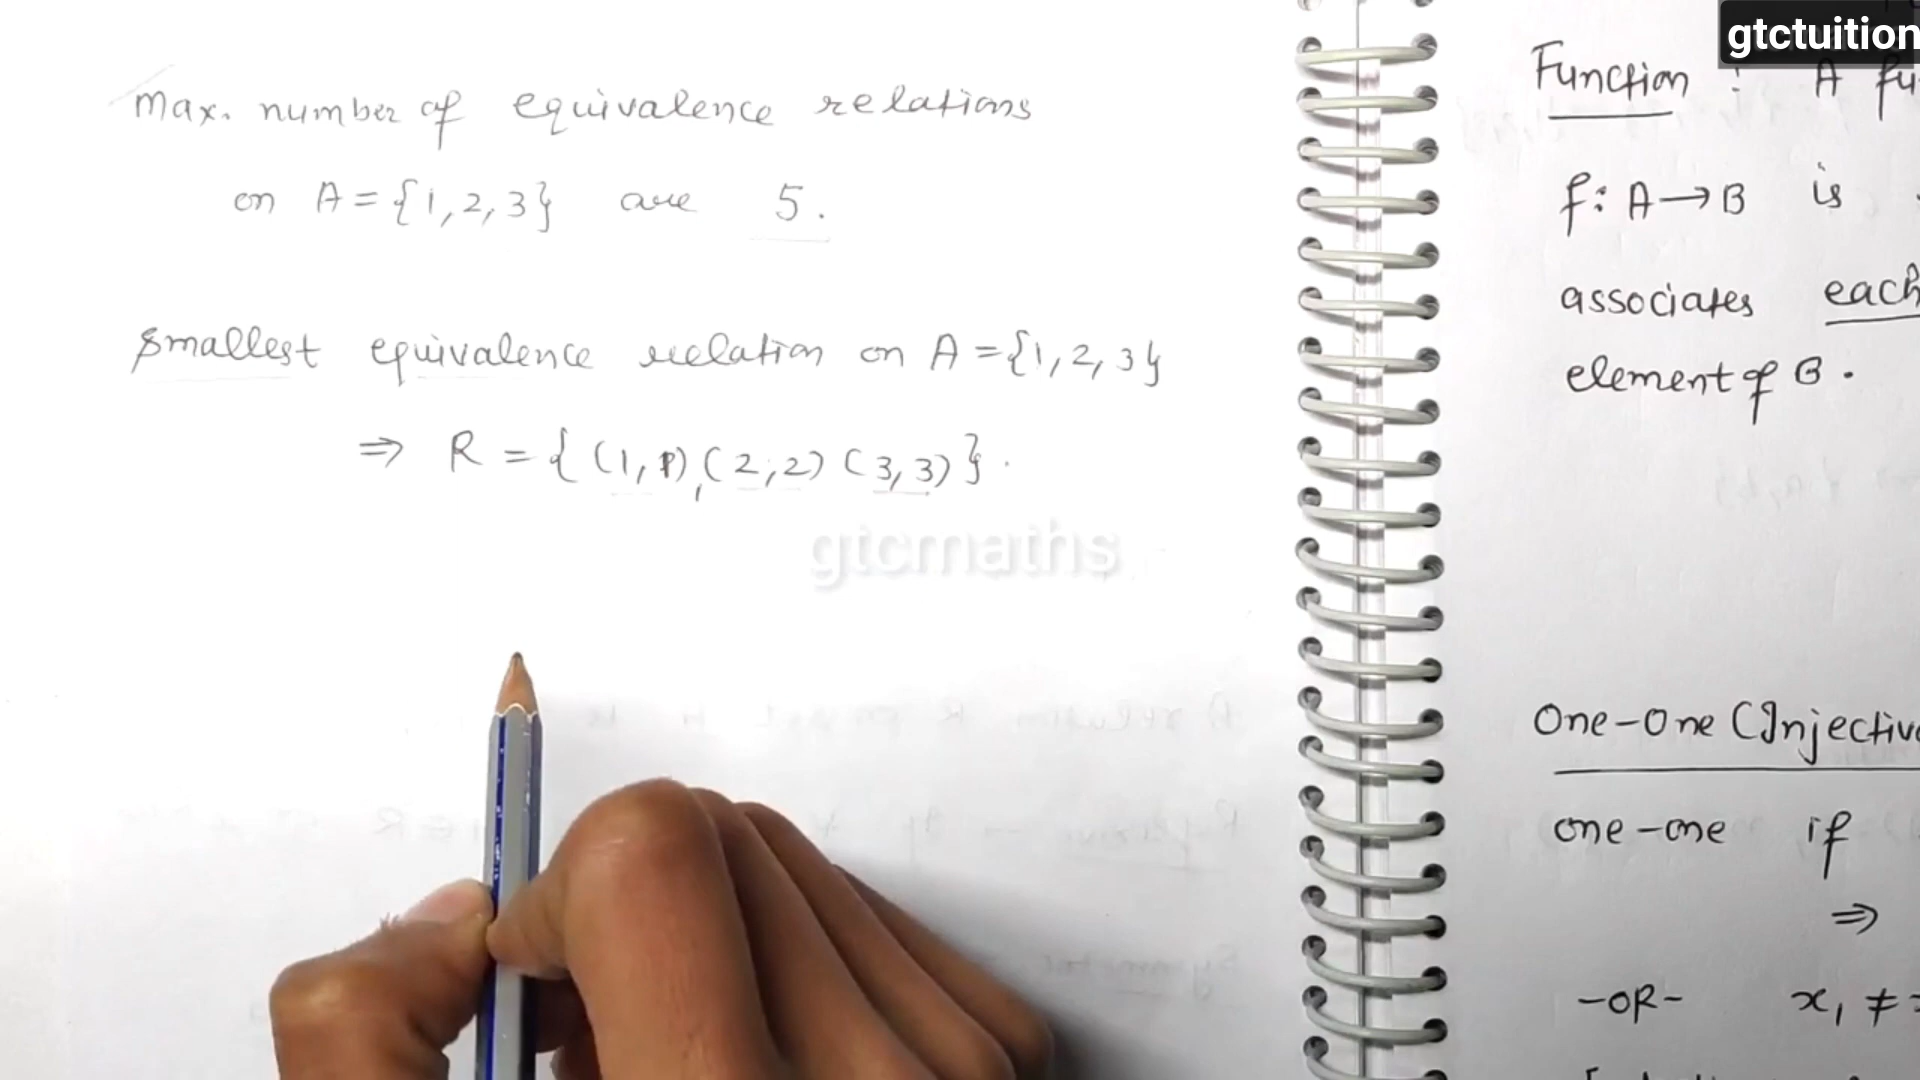 gtctuition
Max. number of equivalence relations
on A = {1, 2, 3} are 5.
Smallest equivalence relation on A = {1, 2, 3}
⇒ R = { (1, 1), (2, 2) (3, 3)}.
gtcmaths
Function : A fu
f: A → B is
associates each
element of B.
One-One (Injective
one-one if
⇒
-OR- x₁ ≠